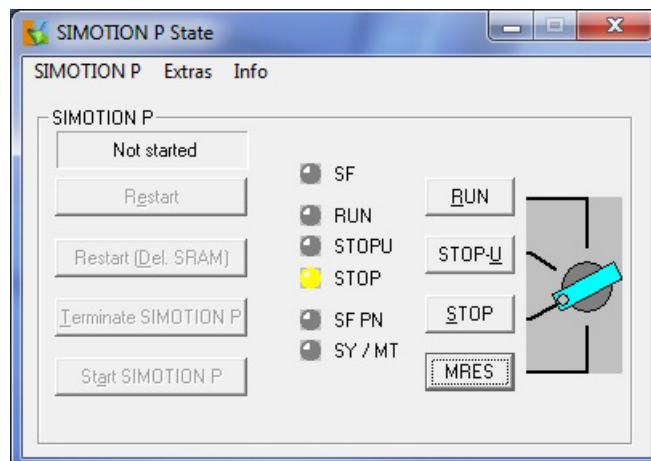 SIMOTION P State
SIMOTION P Extras Info
SIMOTION P
Not started
Restart
Restart (Del. SRAM)
Terminate SIMOTION P
Start SIMOTION P
SF
RUN
STOPU
STOP
SF PN
SY / MT
RUN
STOP-U
STOP
MRES